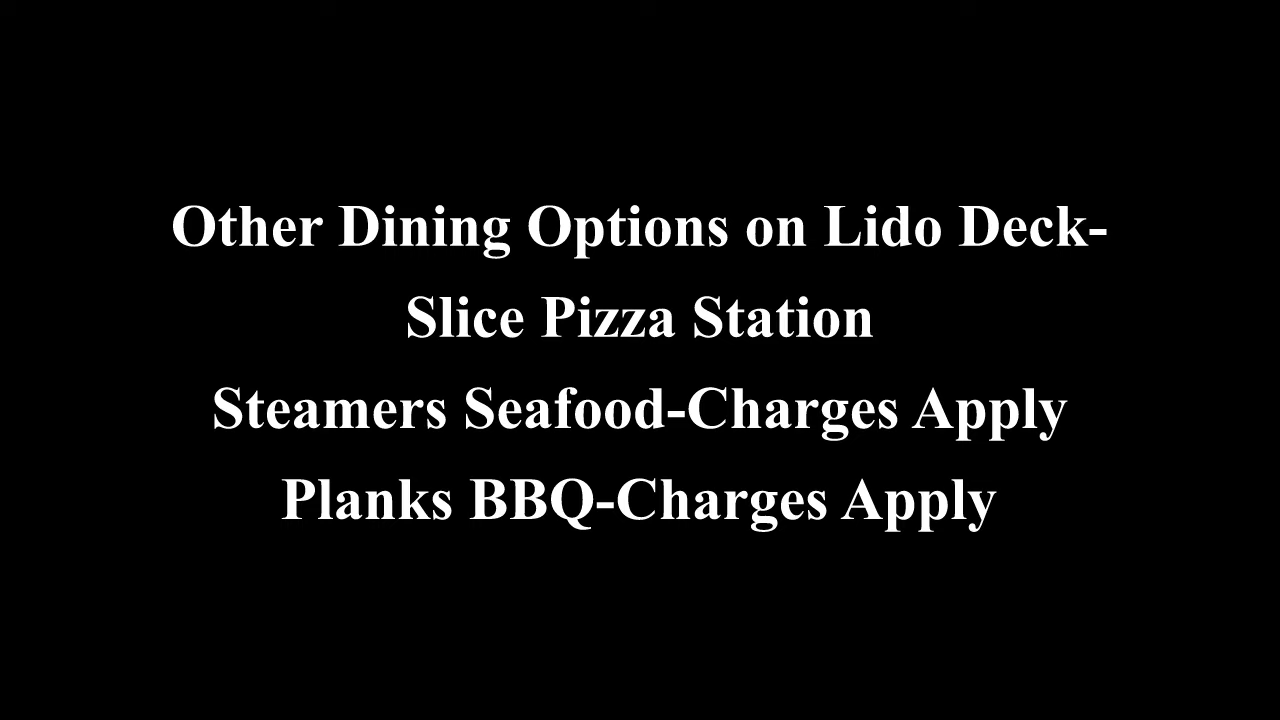 Other Dining Options on Lido Deck-
Slice Pizza Station
Steamers Seafood-Charges Apply
Planks BBQ-Charges Apply